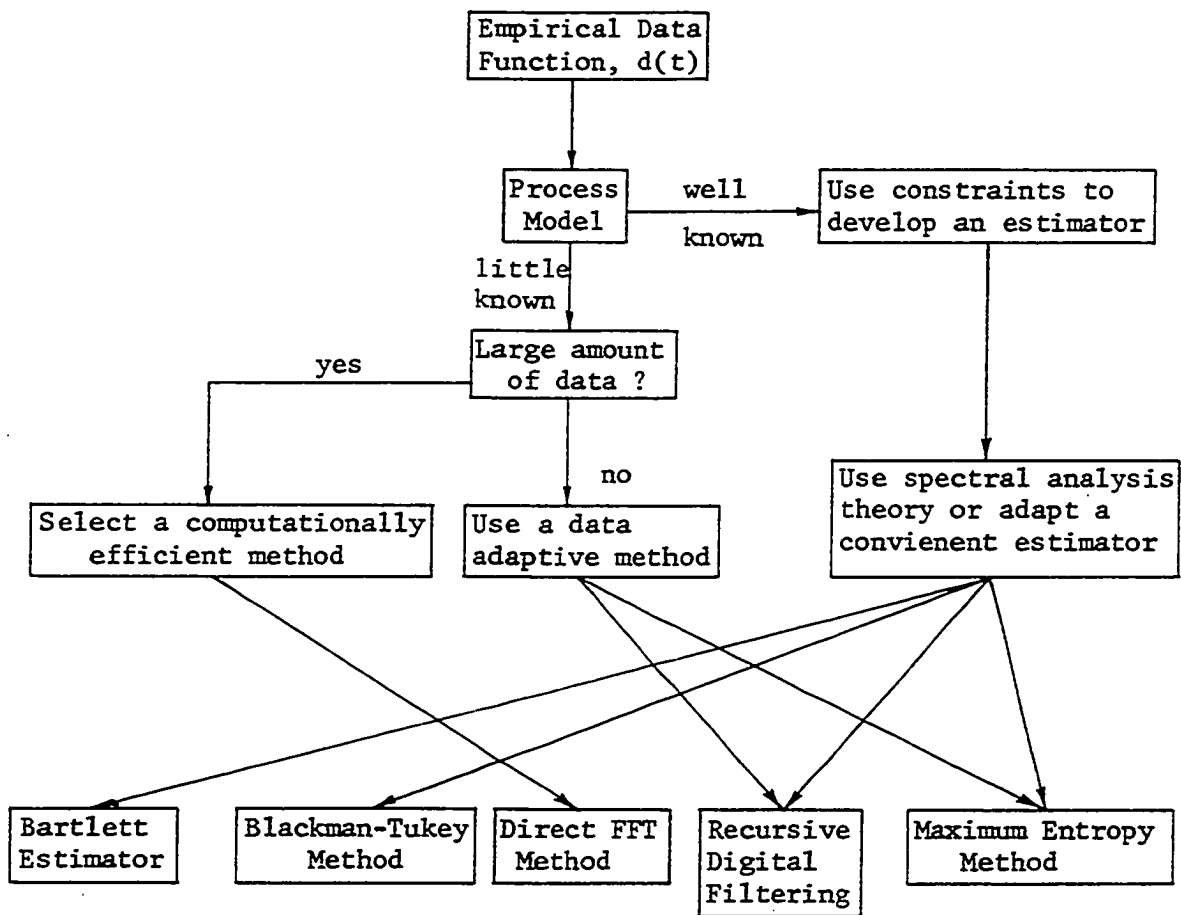 Empirical Data
Function, d(t)
Process
Model
well
known
Use constraints to
develop an estimator
little
known
Large amount
of data ?
yes
no
Select a computationally
efficient method
Use a data
adaptive method
Use spectral analysis
theory or adapt a
convienent estimator
Bartlett
Estimator
Blackman-Tukey
Method
Direct FFT
Method
Recursive
Digital
Filtering
Maximum Entropy
Method